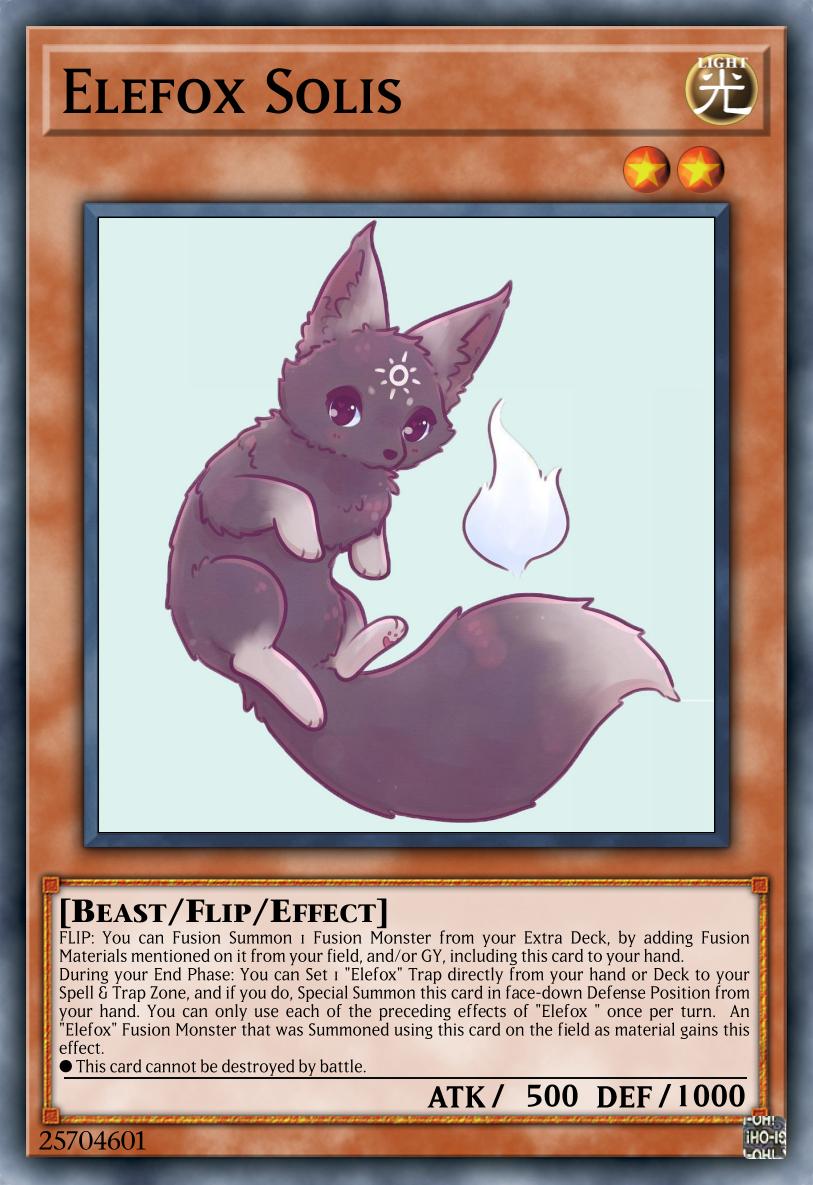 Elefox Solis
LIGHT
光
[Beast/Flip/Effect]
FLIP: You can Fusion Summon 1 Fusion Monster from your Extra Deck, by adding Fusion
Materials mentioned on it from your field, and/or GY, including this card to your hand.
During your End Phase: You can Set 1 "Elefox" Trap directly from your hand or Deck to your
Spell & Trap Zone, and if you do, Special Summon this card in face-down Defense Position from
your hand. You can only use each of the preceding effects of "Elefox " once per turn.  An
"Elefox" Fusion Monster that was Summoned using this card on the field as material gains this
effect.
● This card cannot be destroyed by battle.
ATK/ 500 DEF/1000
25704601